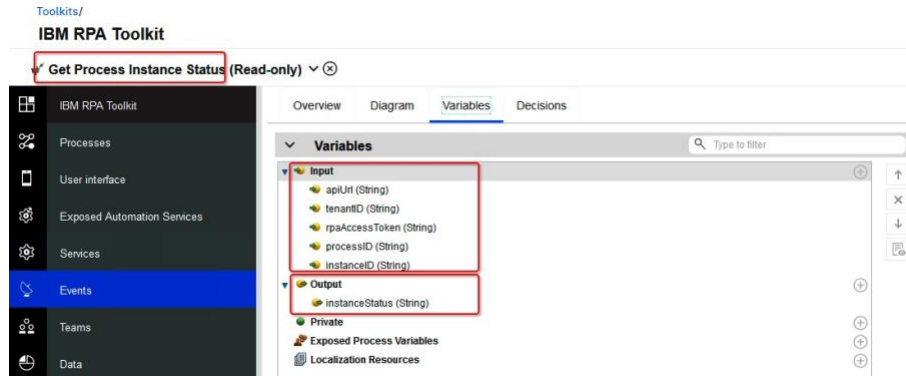 Toolkits/
IBM RPA Toolkit
Get Process Instance Status (Read-only)
IBM RPA Toolkit
Processes
User interface
Exposed Automation Services
Services
Events
Teams
Data
Overview Diagram Variables Decisions
Variables
Type to filter
Input
apiUrl (String)
tenantID (String)
rpaAccessToken (String)
processID (String)
instanceID (String)
Output
instanceStatus (String)
Private
Exposed Process Variables
Localization Resources